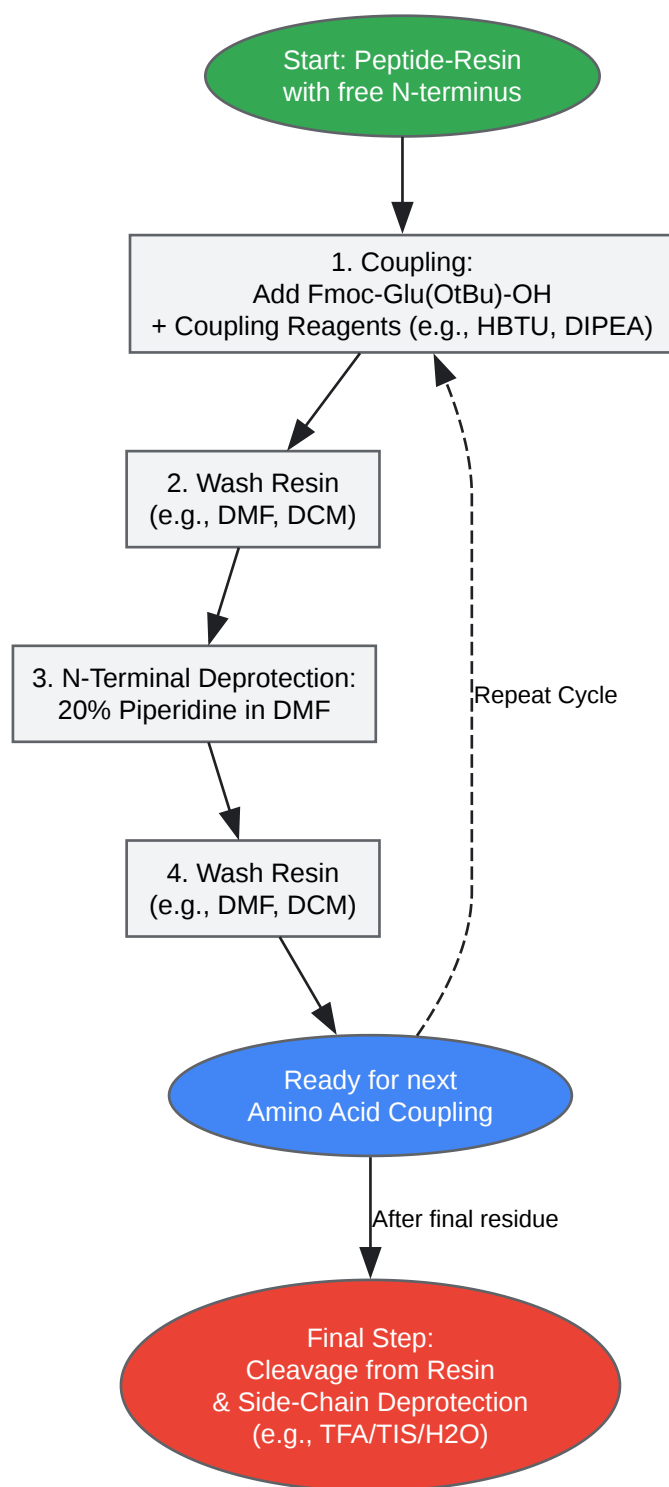 Start: Peptide-Resin
with free N-terminus
1. Coupling:
Add Fmoc-Glu(OtBu)-OH
+ Coupling Reagents (e.g., HBTU, DIPEA)
2. Wash Resin
(e.g., DMF, DCM)
3. N-Terminal Deprotection:
20% Piperidine in DMF
Repeat Cycle
4. Wash Resin
(e.g., DMF, DCM)
Ready for next
Amino Acid Coupling
After final residue
Final Step:
Cleavage from Resin
& Side-Chain Deprotection
(e.g., TFA/TIS/H2O)